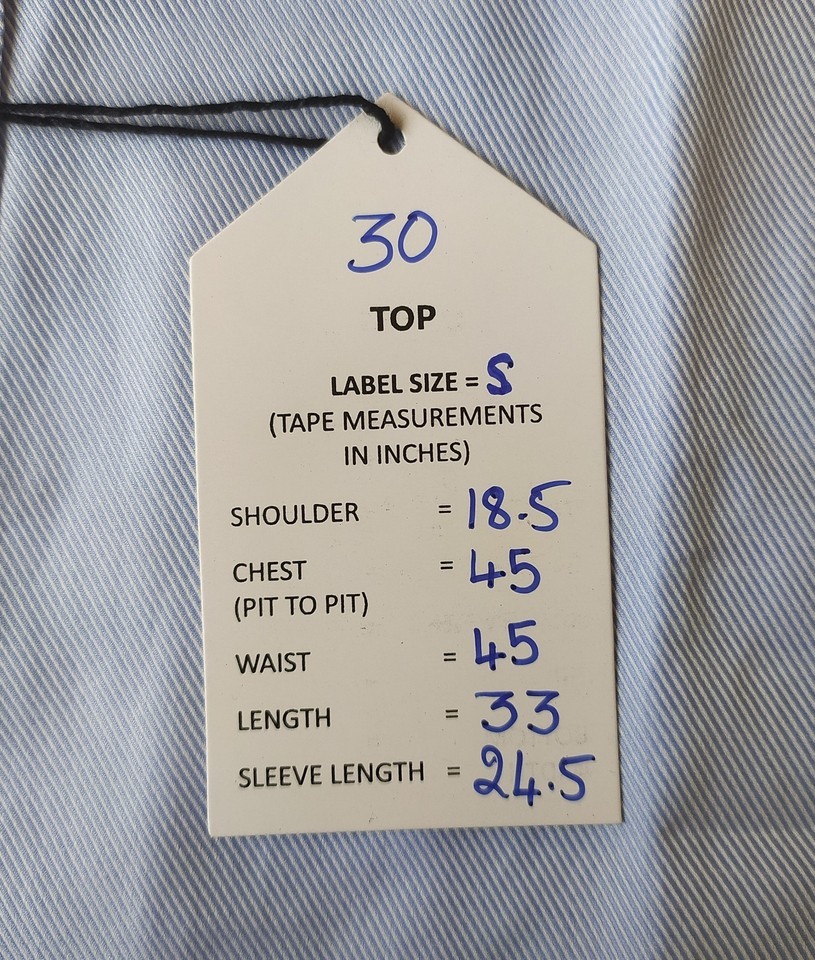 30
TOP
LABEL SIZE = S
(TAPE MEASUREMENTS
IN INCHES)
SHOULDER = 18.5
CHEST = 45
(PIT TO PIT)
WAIST = 45
LENGTH = 33
SLEEVE LENGTH = 24.5